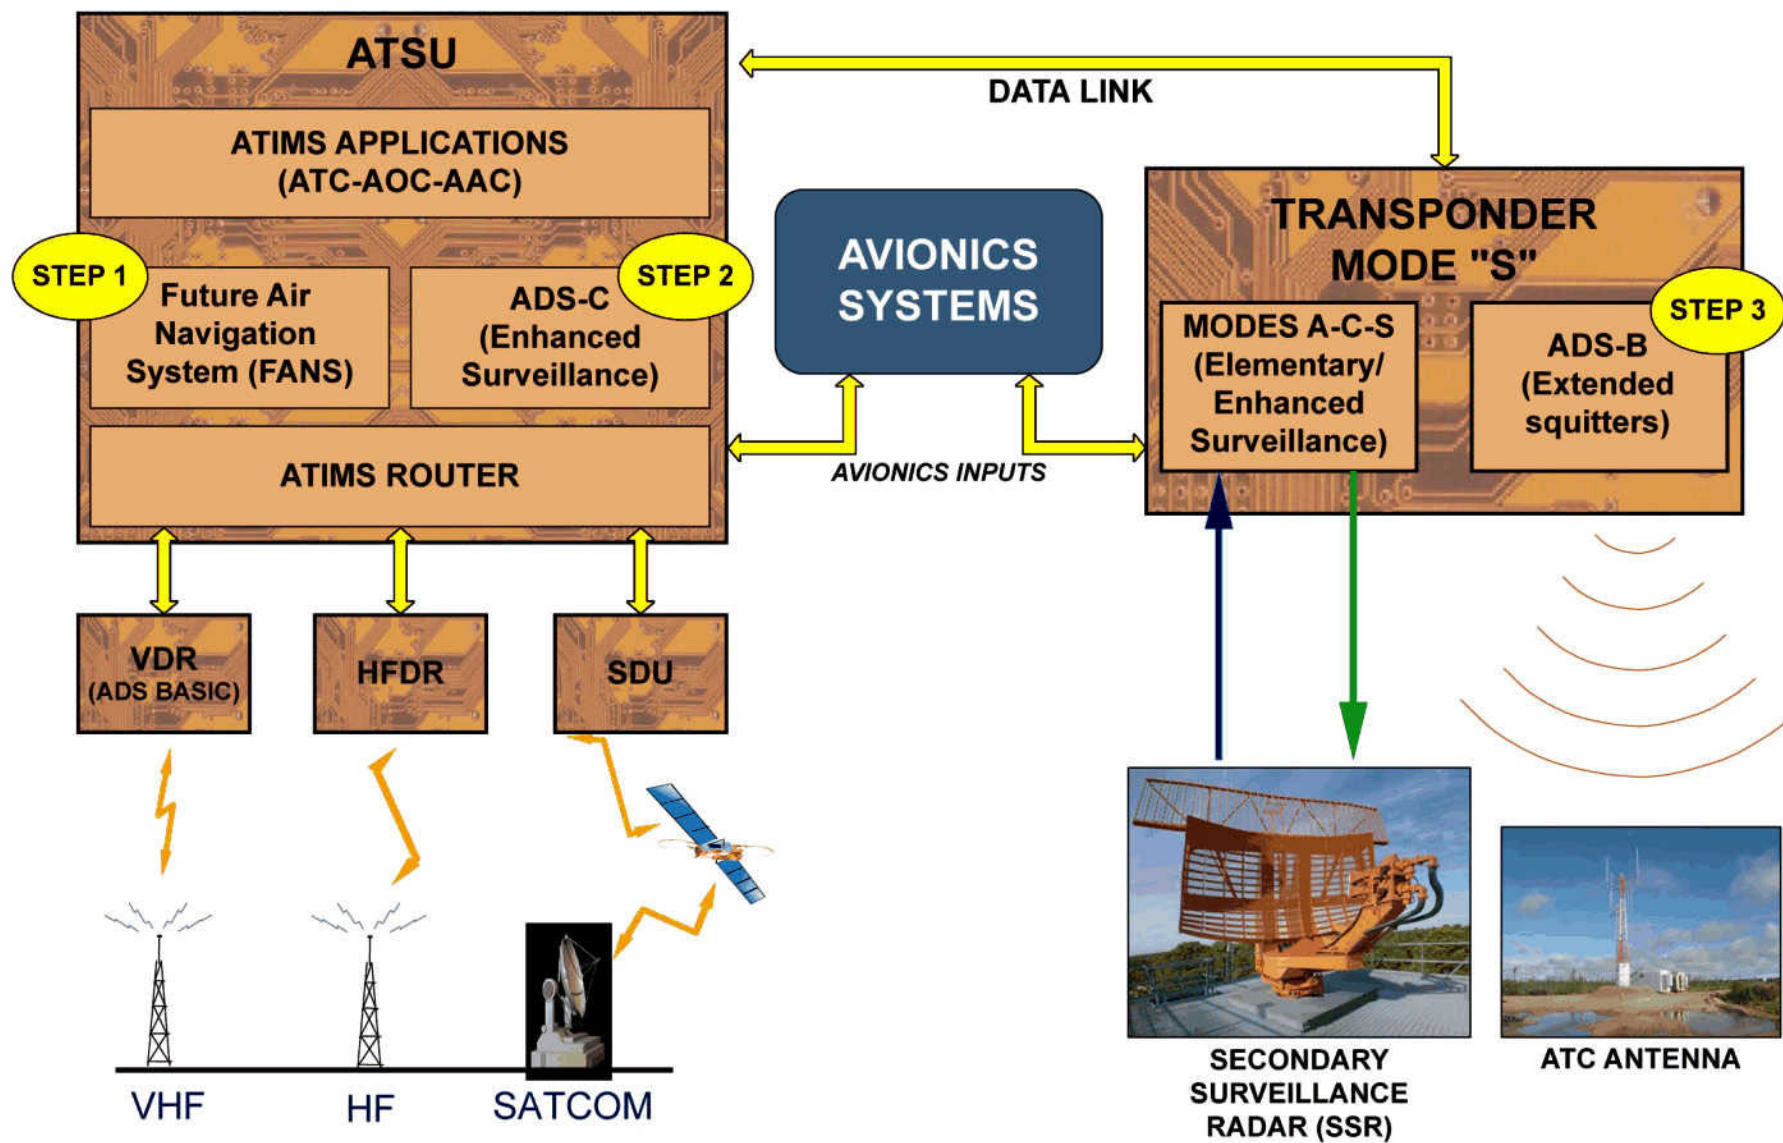 ATSU
DATA LINK
ATIMS APPLICATIONS
(ATC-AOC-AAC)
STEP 1
Future Air
Navigation
System (FANS)
STEP 2
ADS-C
(Enhanced
Surveillance)
ATIMS ROUTER
AVIONICS
SYSTEMS
AVIONICS INPUTS
TRANSPONDER
MODE "S"
STEP 3
MODES A-C-S
(Elementary/
Enhanced
Surveillance)
ADS-B
(Extended
squitters)
VDR
(ADS BASIC)
HFDR
SDU
VHF
HF
SATCOM
SECONDARY
SURVEILLANCE
RADAR (SSR)
ATC ANTENNA